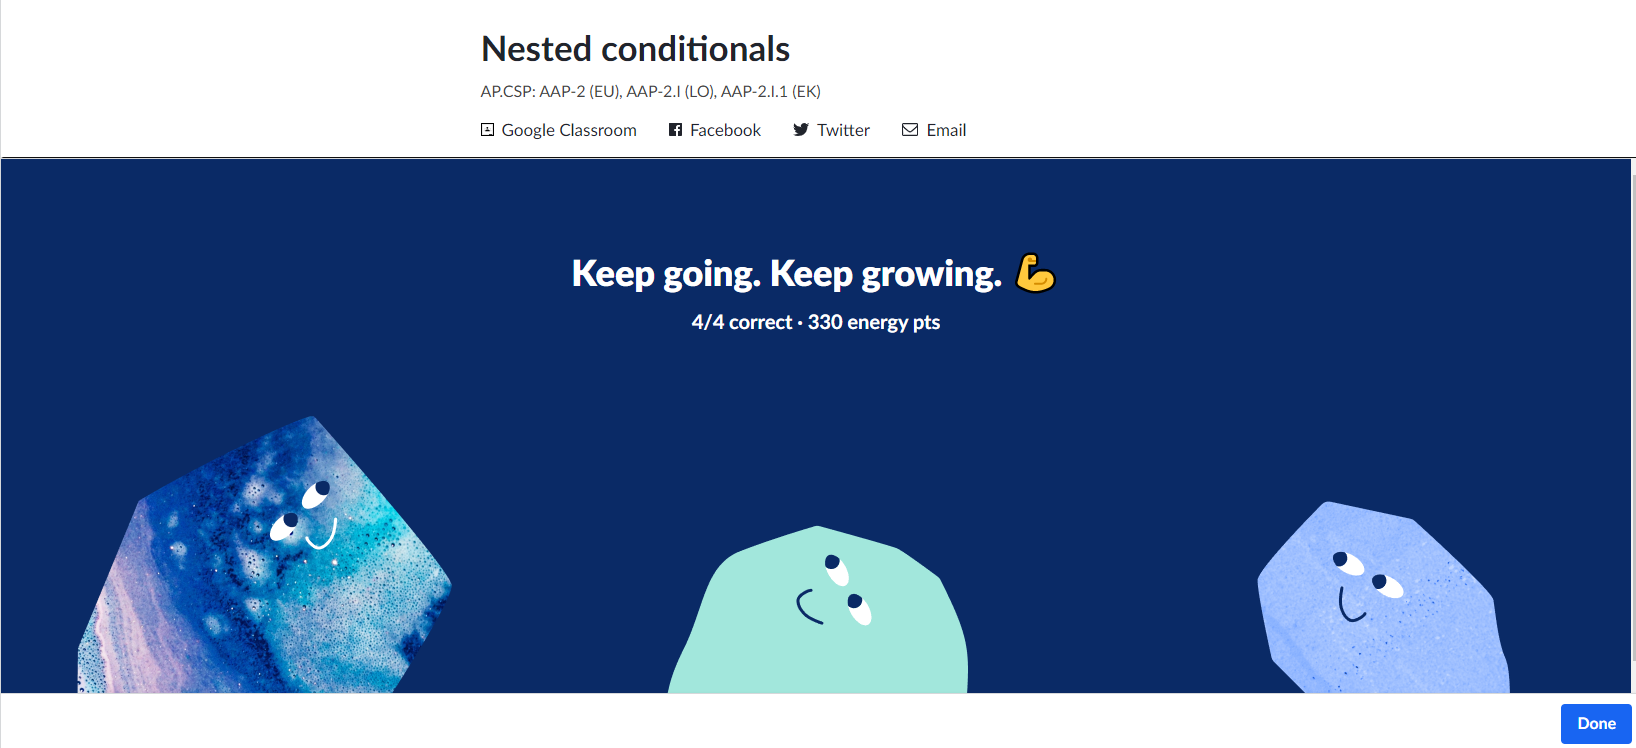 Nested conditionals
AP.CSP: AAP-2 (EU), AAP-2.I (LO), AAP-2.I.1 (EK)
Google Classroom Facebook Twitter Email
Keep going. Keep growing. 💪
4/4 correct · 330 energy pts
Done